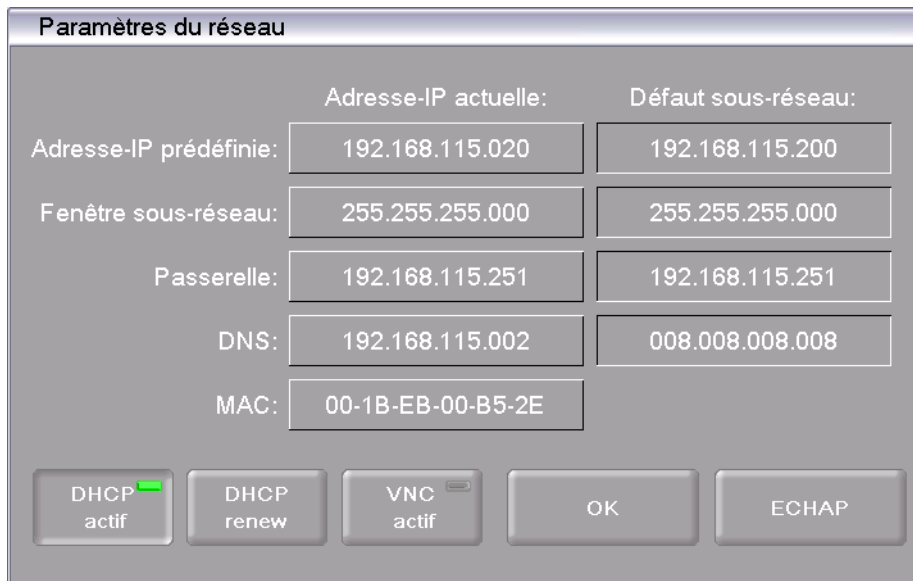 Paramètres du réseau
Adresse-IP actuelle: Défaut sous-réseau:
Adresse-IP prédéfinie: 192.168.115.020 192.168.115.200
Fenêtre sous-réseau: 255.255.255.000 255.255.255.000
Passerelle: 192.168.115.251 192.168.115.251
DNS: 192.168.115.002 008.008.008.008
MAC: 00-1B-EB-00-B5-2E
DHCP actif
DHCP renew
VNC actif
OK
ECHAP